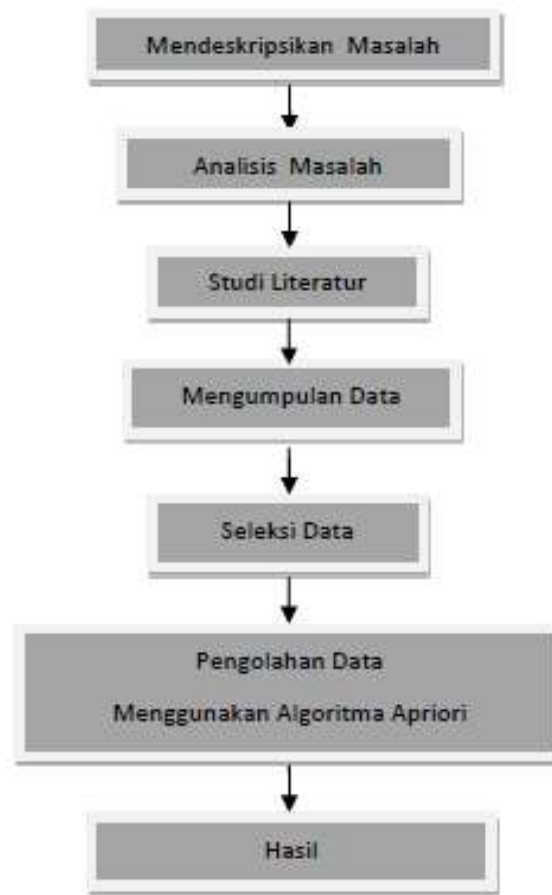 Mendeskripsikan Masalah
Analisis Masalah
Studi Literatur
Mengumpulan Data
Seleksi Data
Pengolahan Data
Menggunakan Algoritma Apriori
Hasil